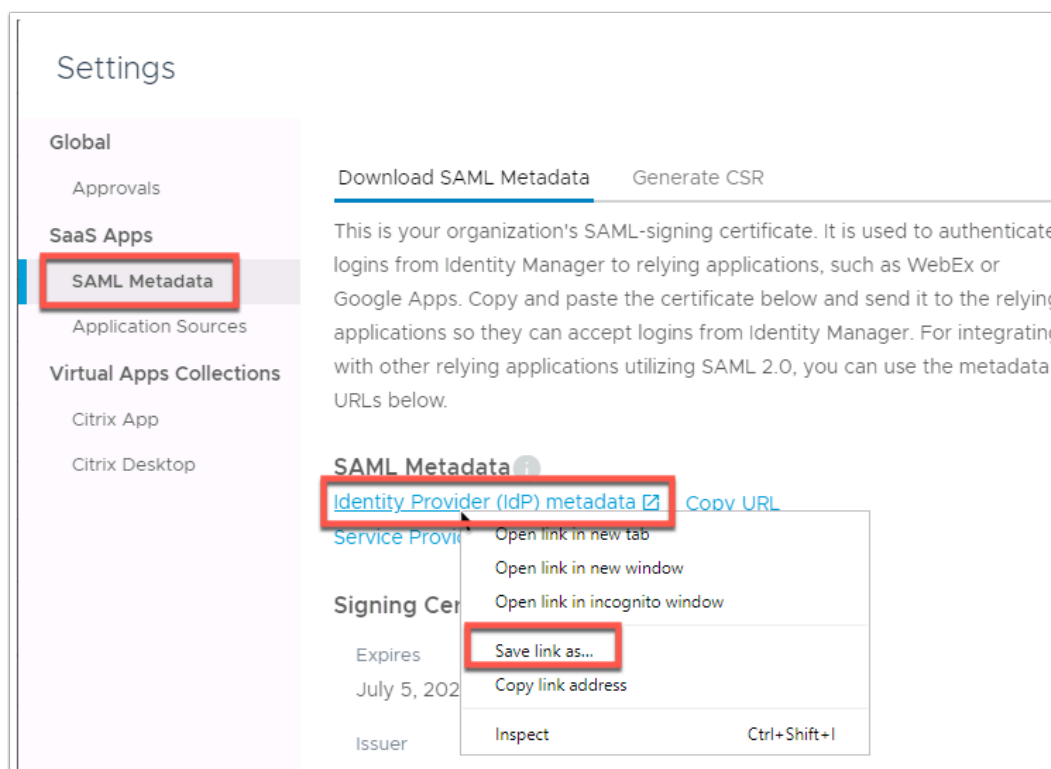 Settings
Global
Approvals
SaaS Apps
SAML Metadata
Application Sources
Virtual Apps Collections
Citrix App
Citrix Desktop
Download SAML Metadata Generate CSR
This is your organization's SAML-signing certificate. It is used to authenticate
logins from Identity Manager to relying applications, such as WebEx or
Google Apps. Copy and paste the certificate below and send it to the relying
applications so they can accept logins from Identity Manager. For integrating
with other relying applications utilizing SAML 2.0, you can use the metadata
URLs below.
SAML Metadata
Identity Provider (IdP) metadata Copy URL
Service
Signing
Expires
July 5,
Issuer
Open link in new tab
Open link in new window
Open link in incognito window
Save link as...
Copy link address
Inspect Ctrl+Shift+I